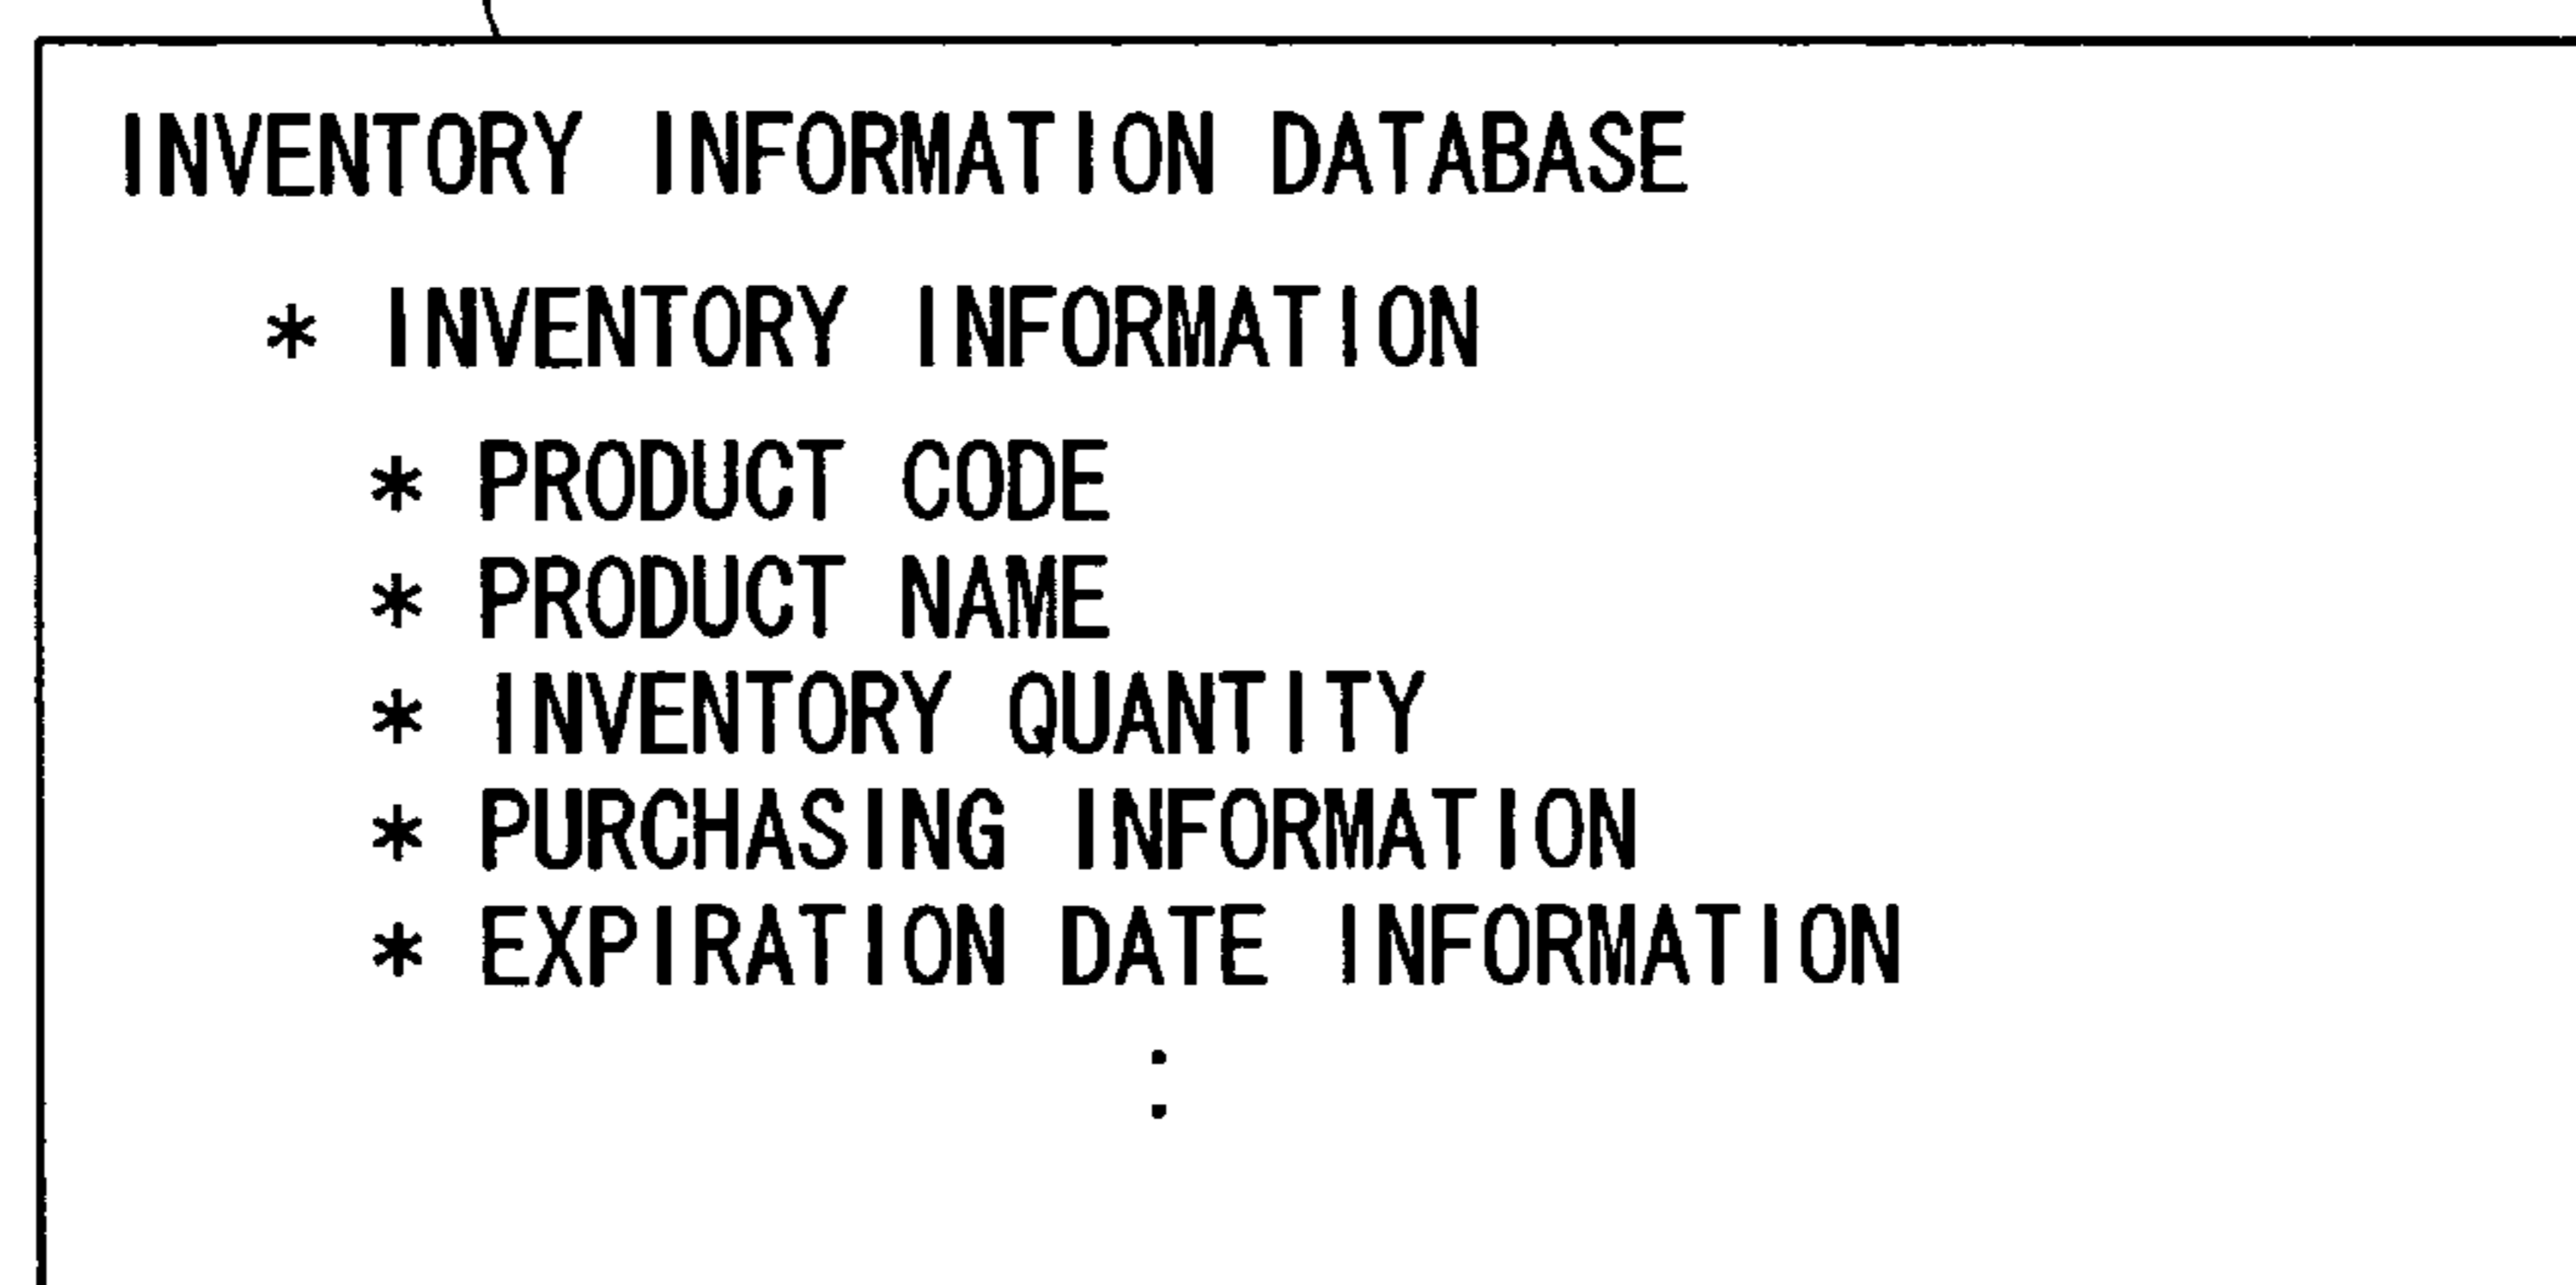 INVENTORY INFORMATION DATABASE
* INVENTORY INFORMATION
* PRODUCT CODE
* PRODUCT NAME
* INVENTORY QUANTITY
* PURCHASING INFORMATION
* EXPIRATION DATE INFORMATION
: